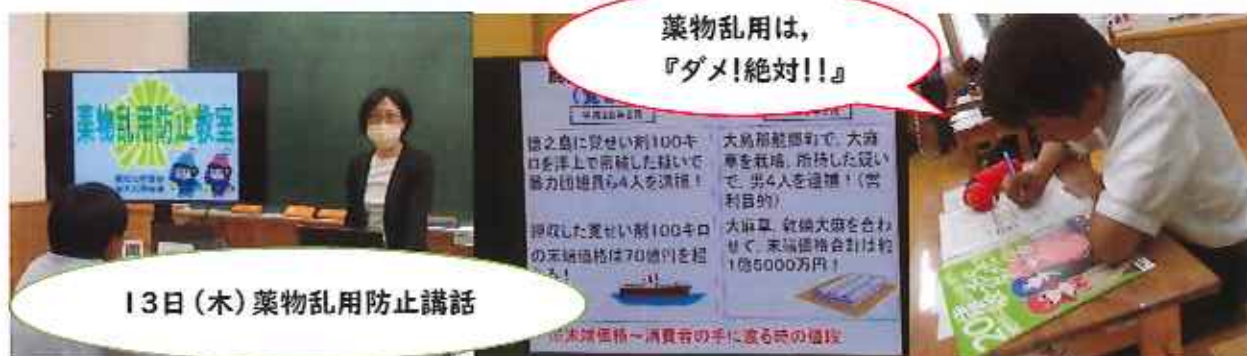 薬物乱用防止教室
薬物乱用は,
『ダメ!絶対!!』
徳之島に覚せい剤100キ
ロを洋上で密輸した疑いで
暴力団組員ら4人を逮捕！
押収した覚せい剤100キロ
の末端価格は70億円を超
大島郡龍郷町で、大麻
草を栽培、所持した疑い
で、男4人を逮捕！(営
利目的)
大麻草、乾燥大麻を合わ
せて、末端価格合計は約
1億5000万円！
末端価格～消費者の手に渡る時の値段
13日(木)薬物乱用防止講話